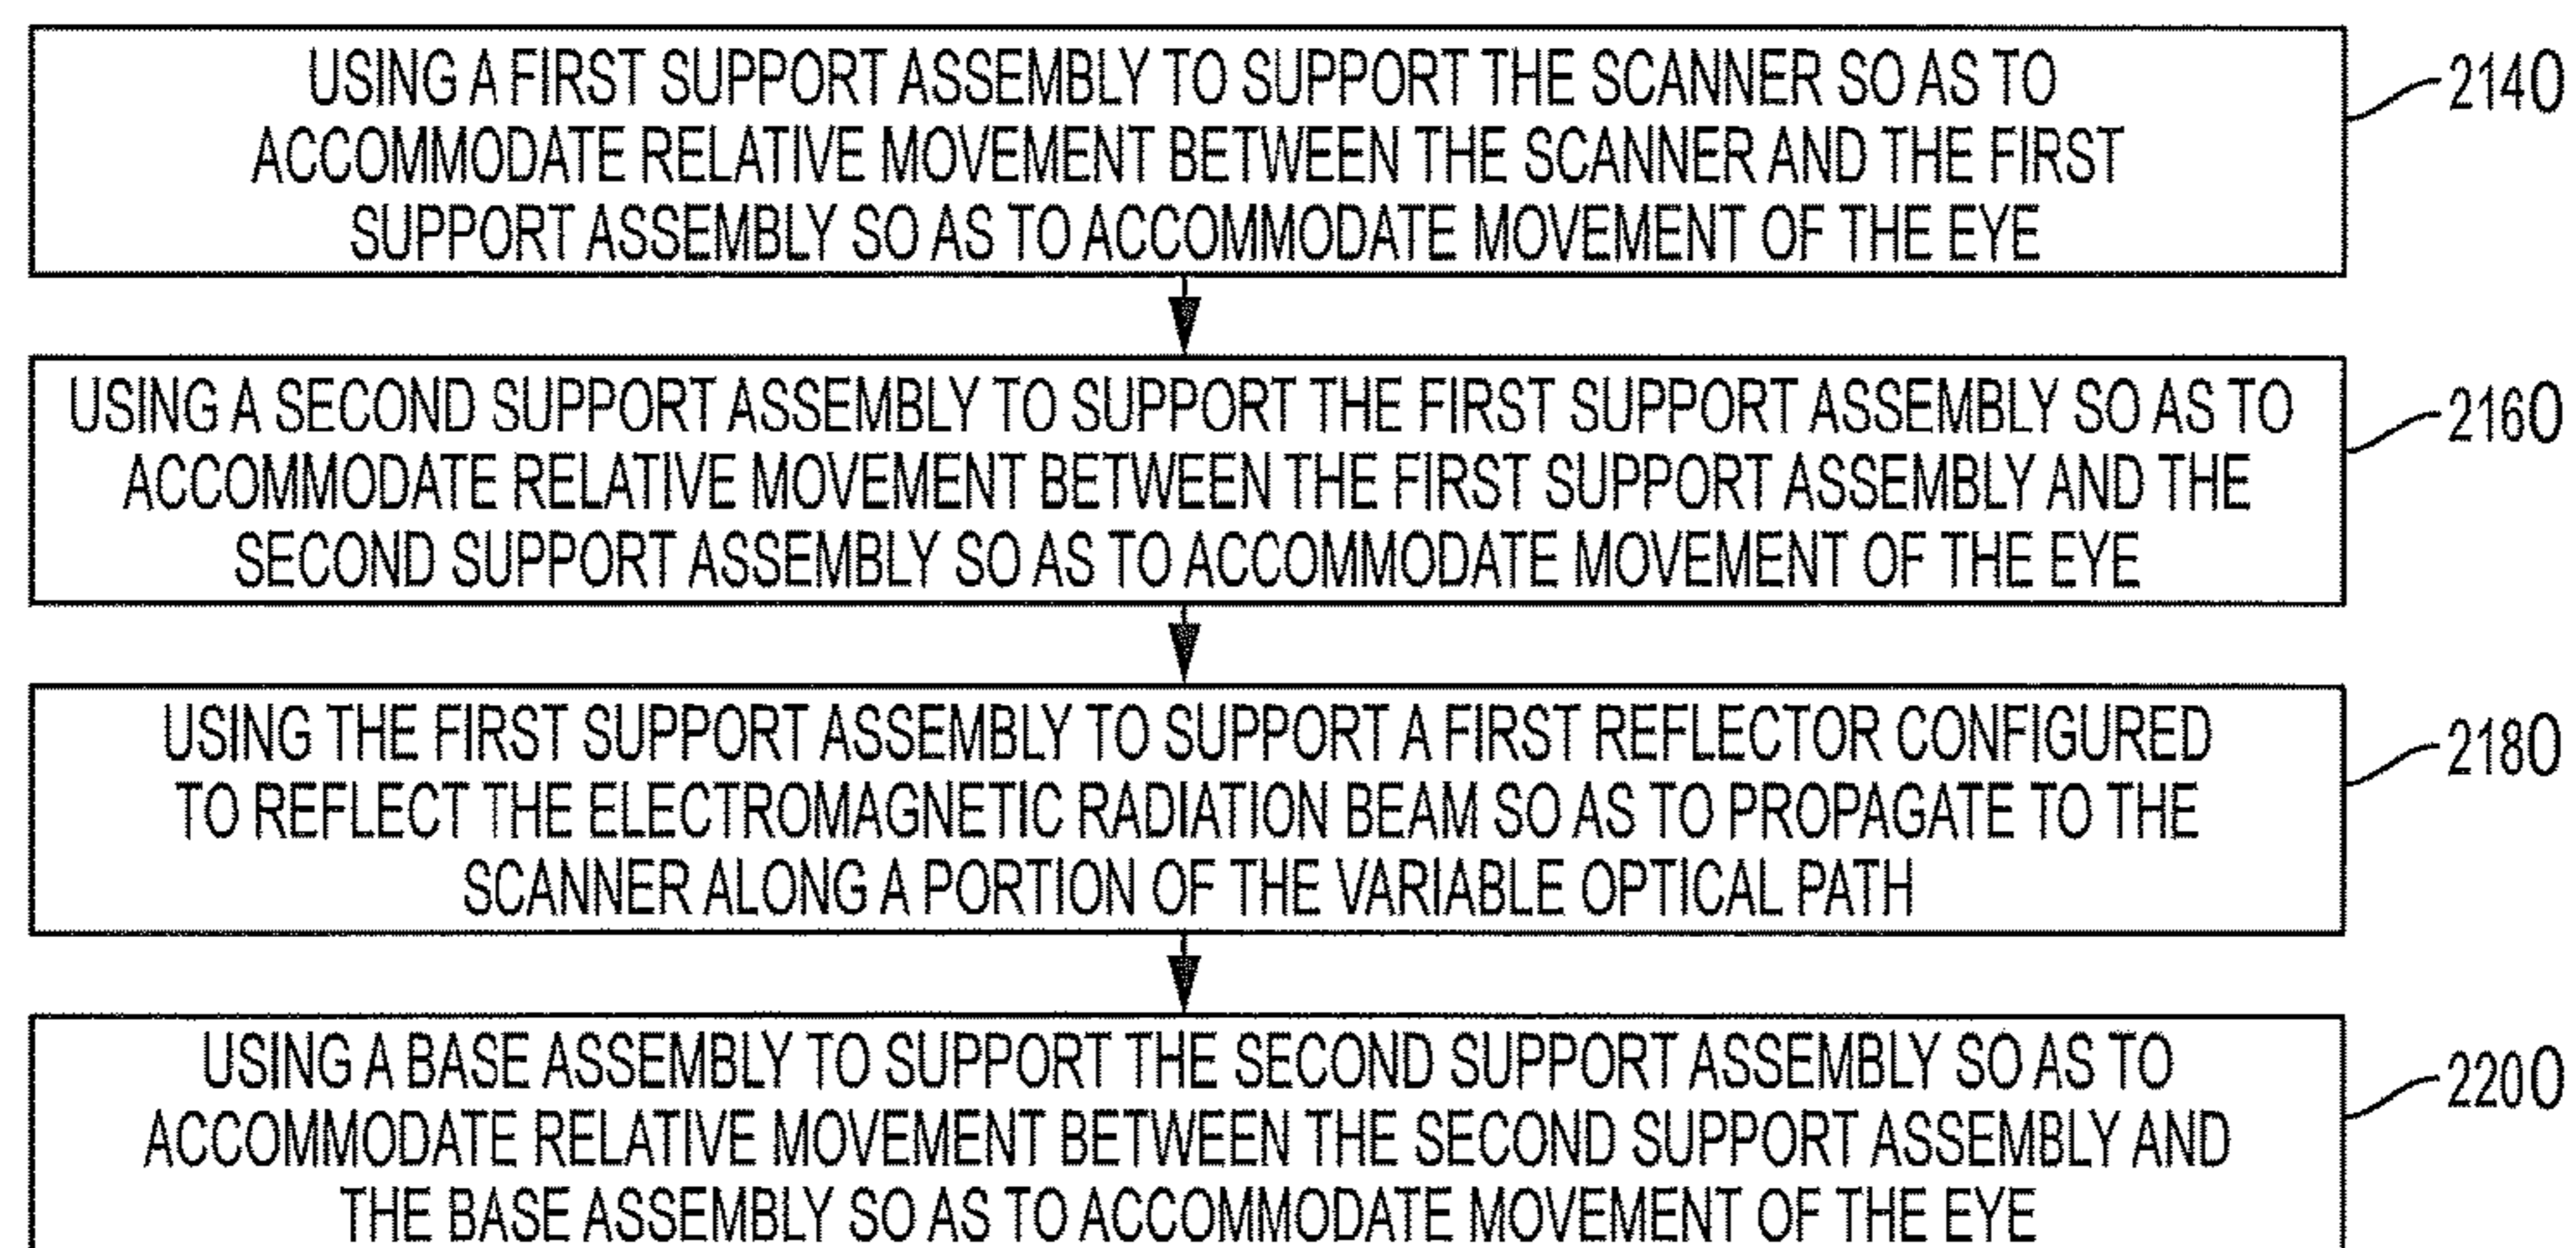 USING A FIRST SUPPORT ASSEMBLY TO SUPPORT THE SCANNER SO AS TO
ACCOMMODATE RELATIVE MOVEMENT BETWEEN THE SCANNER AND THE FIRST
SUPPORT ASSEMBLY SO AS TO ACCOMMODATE MOVEMENT OF THE EYE
2140
USING A SECOND SUPPORT ASSEMBLY TO SUPPORT THE FIRST SUPPORT ASSEMBLY SO AS TO
ACCOMMODATE RELATIVE MOVEMENT BETWEEN THE FIRST SUPPORT ASSEMBLY AND THE
SECOND SUPPORT ASSEMBLY SO AS TO ACCOMMODATE MOVEMENT OF THE EYE
2160
USING THE FIRST SUPPORT ASSEMBLY TO SUPPORT A FIRST REFLECTOR CONFIGURED
TO REFLECT THE ELECTROMAGNETIC RADIATION BEAM SO AS TO PROPAGATE TO THE
SCANNER ALONG A PORTION OF THE VARIABLE OPTICAL PATH
2180
USING A BASE ASSEMBLY TO SUPPORT THE SECOND SUPPORT ASSEMBLY SO AS TO
ACCOMMODATE RELATIVE MOVEMENT BETWEEN THE SECOND SUPPORT ASSEMBLY AND
THE BASE ASSEMBLY SO AS TO ACCOMMODATE MOVEMENT OF THE EYE
2200